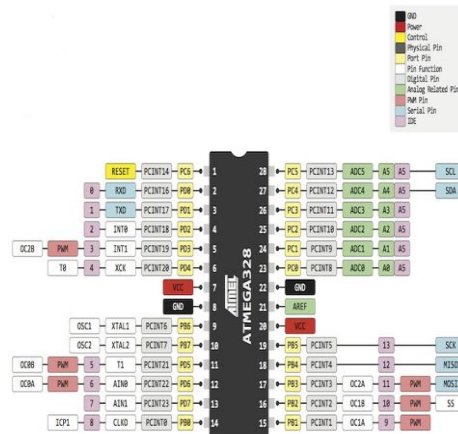 GND
Power
Control
Physical Pin
Port Pin
Pin Function
Digital Pin
Analog Related Pin
PWM Pin
Serial Pin
IDE
ATMEL
ATMEGA328
RESET PCINT14 PC6 1
0 RXD PCINT16 PD0 2
1 TXD PCINT17 PD1 3
2 INT0 PCINT18 PD2 4
OC2B PWM 3 INT1 PCINT19 PD3 5
T0 4 XCK PCINT20 PD4 6
VCC 7
GND 8
OSC1 XTAL1 PCINT6 PB6 9
OSC2 XTAL2 PCINT7 PB7 10
OC0B PWM 5 T1 PCINT21 PD5 11
OC0A PWM 6 AIN0 PCINT22 PD6 12
7 AIN1 PCINT23 PD7 13
ICP1 8 CLKO PCINT0 PB0 14
28 PC5 PCINT13 ADC5 A5 A5 SCL
27 PC4 PCINT12 ADC4 A4 A5 SDA
26 PC3 PCINT11 ADC3 A3 A5
25 PC2 PCINT10 ADC2 A2 A5
24 PC1 PCINT9 ADC1 A1 A5
23 PC0 PCINT8 ADC0 A0 A5
22 GND
21 AREF
20 VCC
19 PB5 PCINT5 13 SCK
18 PB4 PCINT4 12 MISO
17 PB3 PCINT3 OC2A 11 PWM MOSI
16 PB2 PCINT2 OC1B 10 PWM SS
15 PB1 PCINT1 OC1A 9 PWM